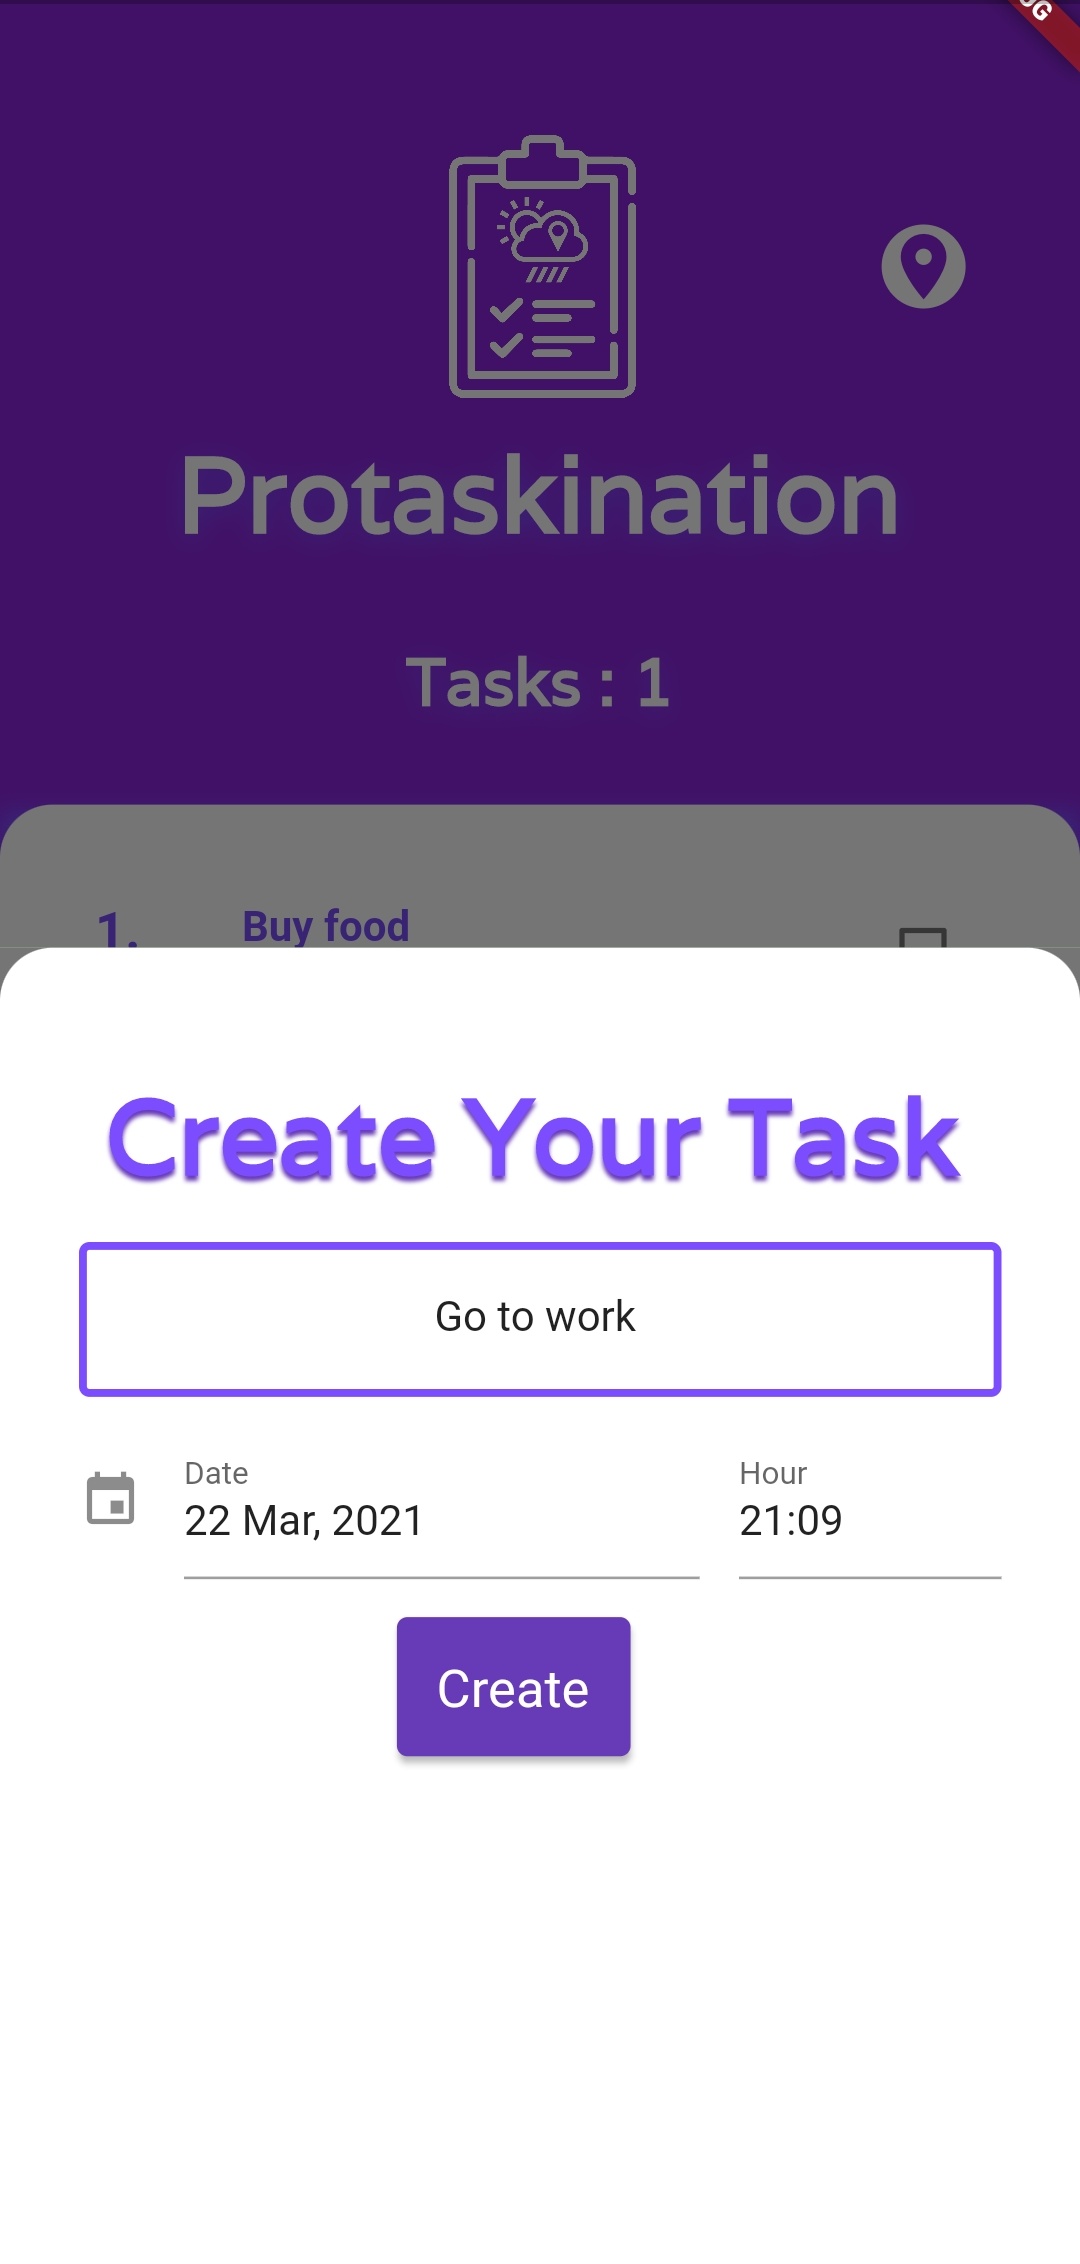 Protaskination
Tasks : 1
1. Buy food
Create Your Task
Go to work
Date Hour
22 Mar, 2021 21:09
Create